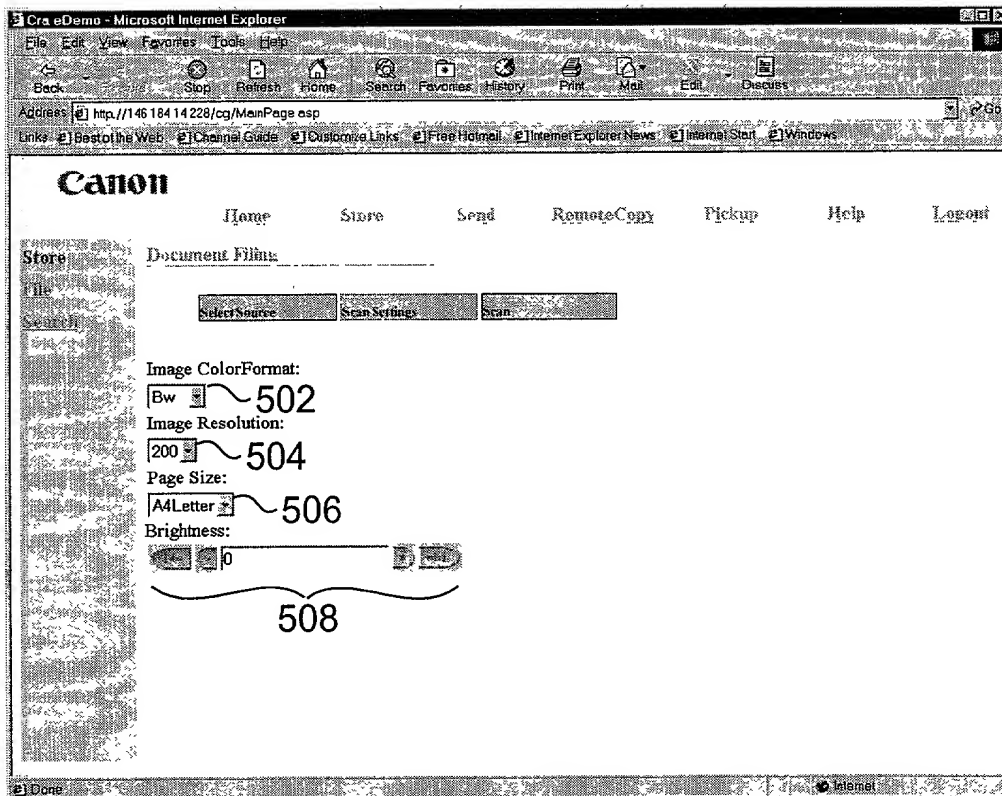 Cra eDemo - Microsoft Internet Explorer
File Edit View Favorites Tools Help
Back Stop Refresh Home Search Favorites History Print Mail Edit Discuss
Address http://146 184 14 228/cg/MainPage asp Go
Links Best of the Web Channel Guide Customize Links Free Hotmail Internet Explorer News Internet Start Windows
Canon
Home Store Send RemoteCopy Pickup Help Logout
Store
File
Search
Document Filing
Select Source Scan Settings Scan
Image ColorFormat:
Bw 502
Image Resolution:
200 504
Page Size:
A4Letter 506
Brightness:
0
508
Done Internet